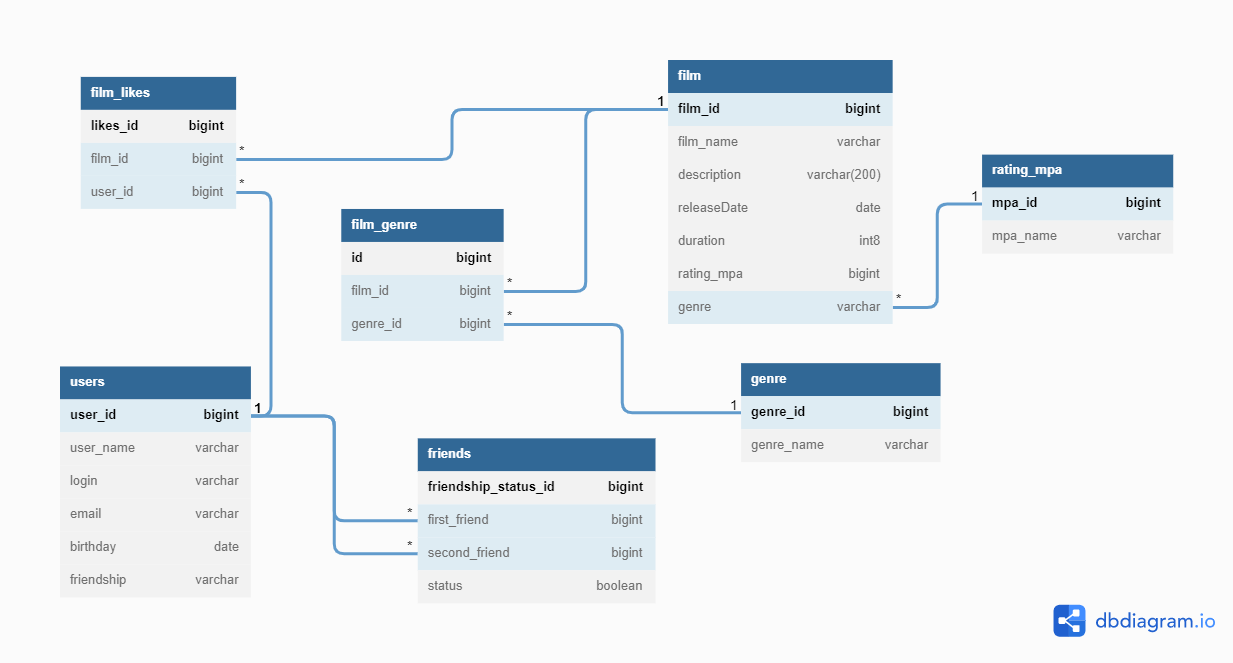 film_likes
likes_id bigint
film_id bigint *
user_id bigint *
film
1 film_id bigint
film_name varchar
description varchar(200)
releaseDate date
duration int8
rating_mpa bigint
genre varchar *
rating_mpa
1 mpa_id bigint
mpa_name varchar
film_genre
id bigint
film_id bigint *
genre_id bigint *
users
user_id bigint 1
user_name varchar
login varchar
email varchar
birthday date
friendship varchar
genre
1 genre_id bigint
genre_name varchar
friends
friendship_status_id bigint
* first_friend bigint
* second_friend bigint
status boolean
dbdiagram.io